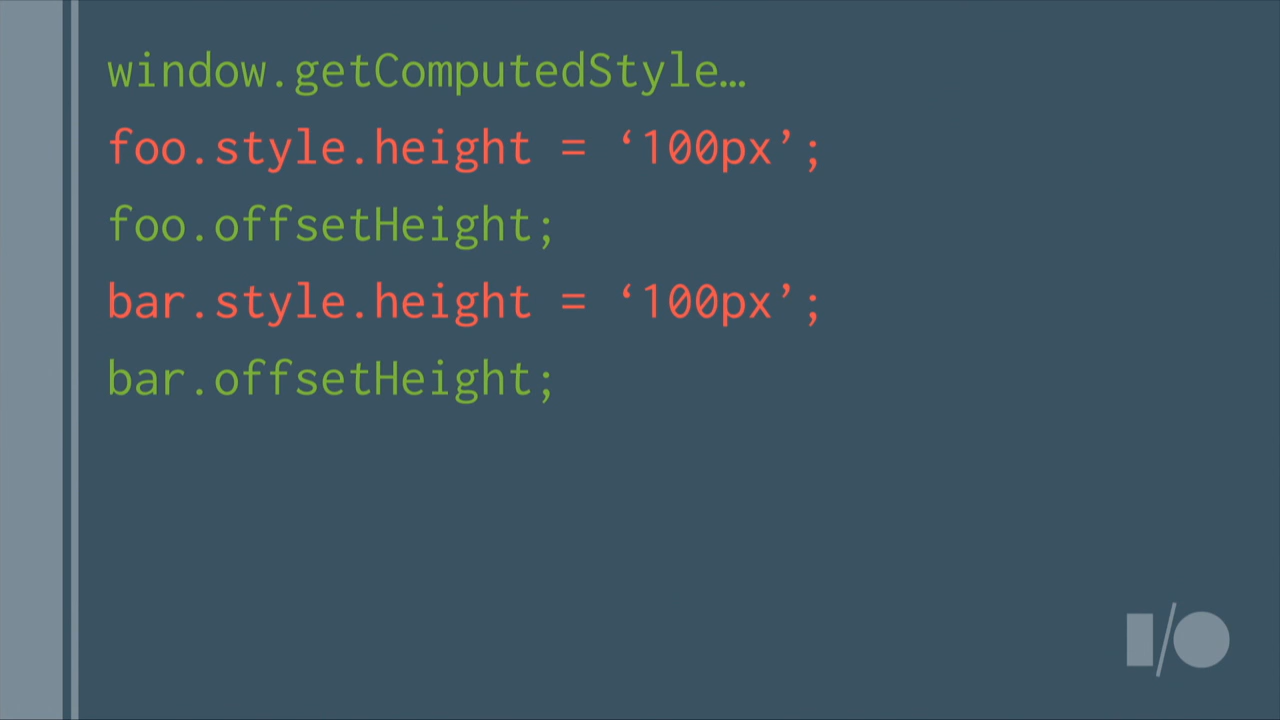 window.getComputedStyle…
foo.style.height = ‘100px’;
foo.offsetHeight;
bar.style.height = ‘100px’;
bar.offsetHeight;
I/O